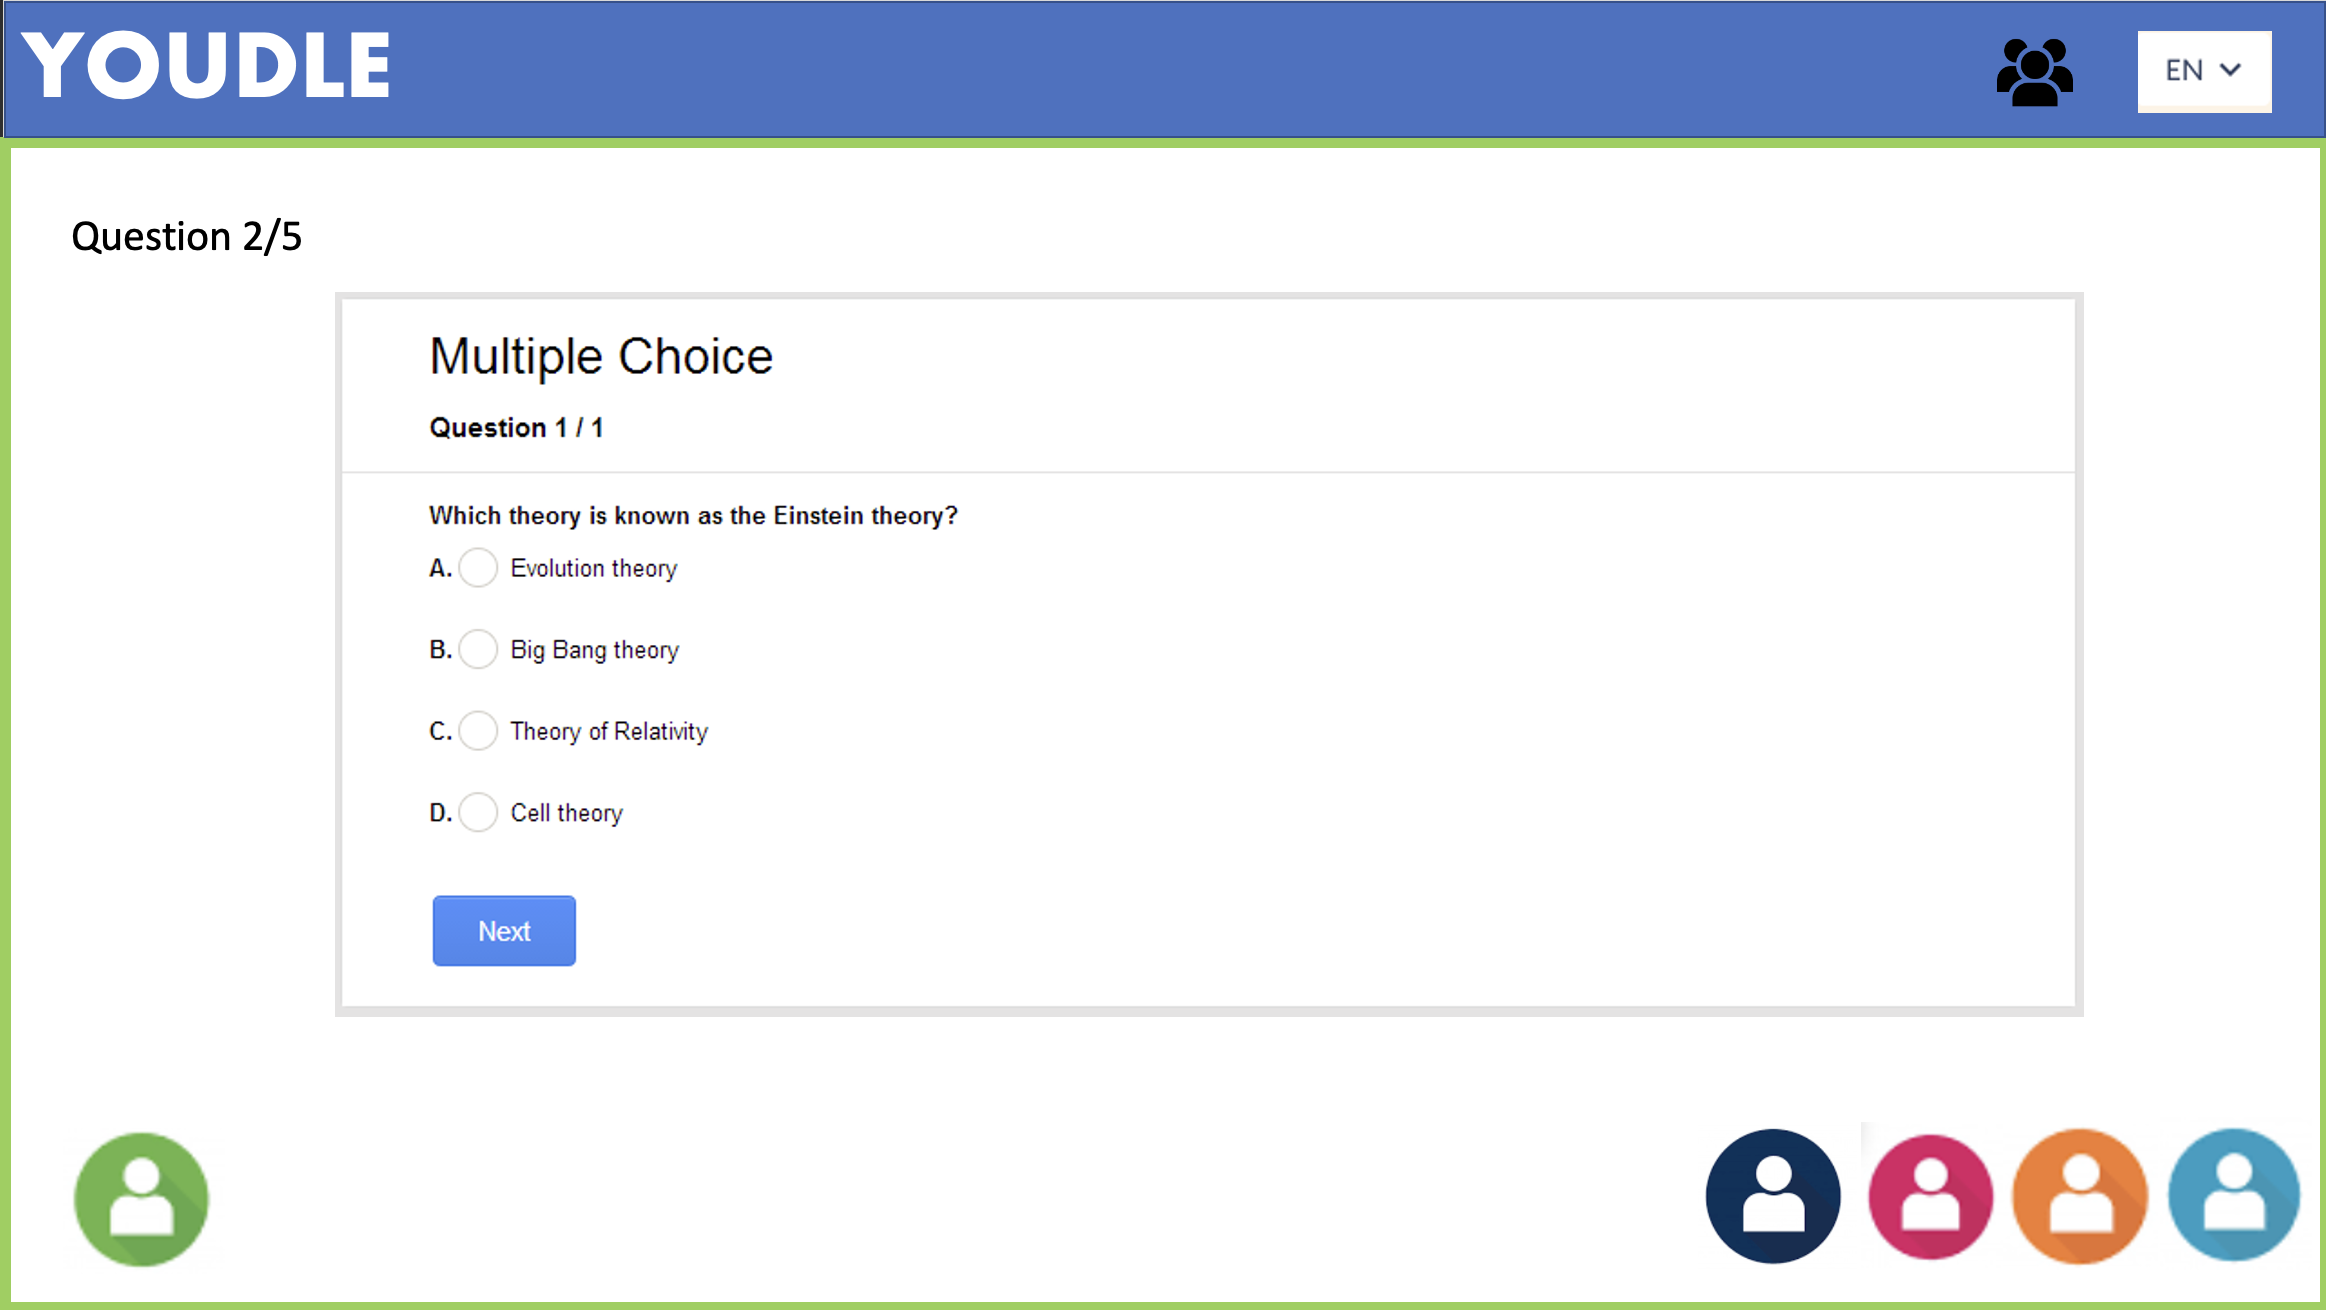 YOUDLE
EN
Question 2/5
Multiple Choice
Question 1 / 1
Which theory is known as the Einstein theory?
A. Evolution theory
B. Big Bang theory
C. Theory of Relativity
D. Cell theory
Next